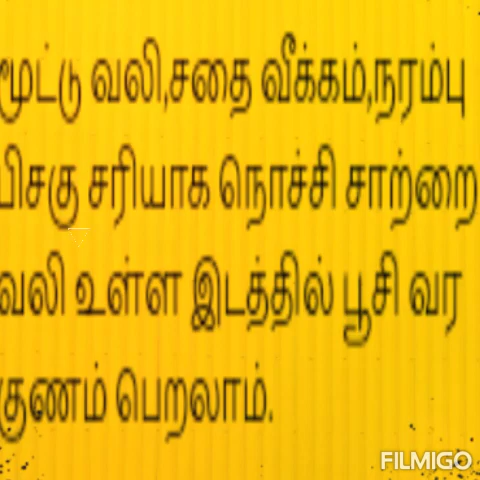 மூட்டு வலி,சதை வீக்கம்,நரம்பு
பிசகு சரியாக நொச்சி சாற்றை
வலி உள்ள இடத்தில் பூசி வர
குணம் பெறலாம்.
FILMIGO